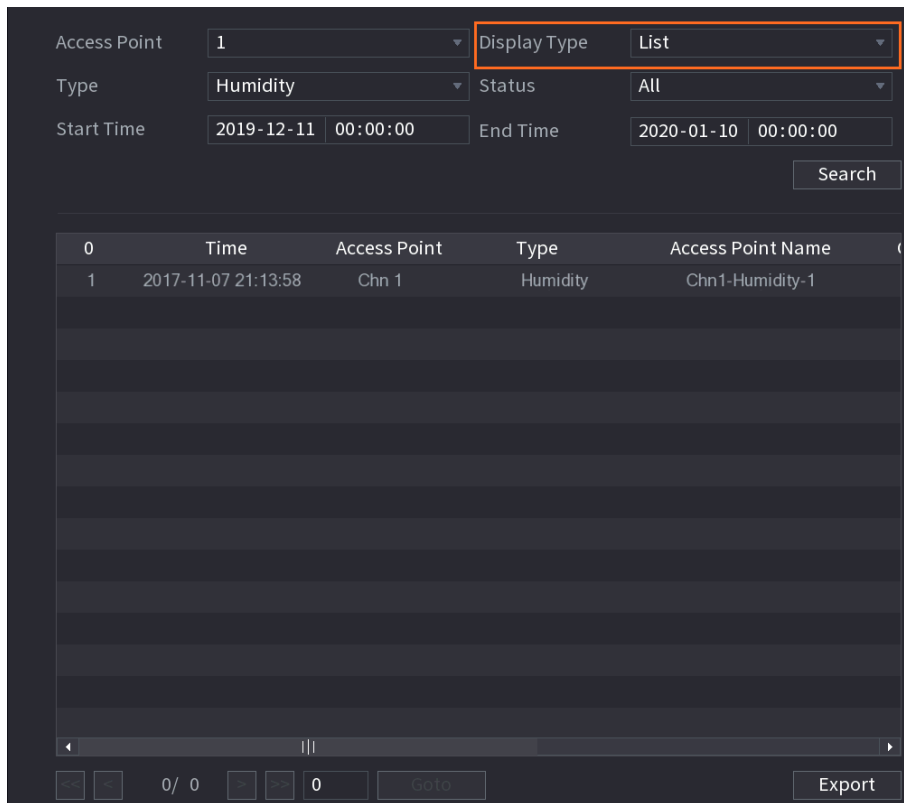 Access Point 1 Display Type List
Type Humidity Status All
Start Time 2019-12-11 00:00:00 End Time 2020-01-10 00:00:00
Search
0 Time Access Point Type Access Point Name
1 2017-11-07 21:13:58 Chn 1 Humidity Chn1-Humidity-1
<< < 0/ 0 > >> 0 Goto Export